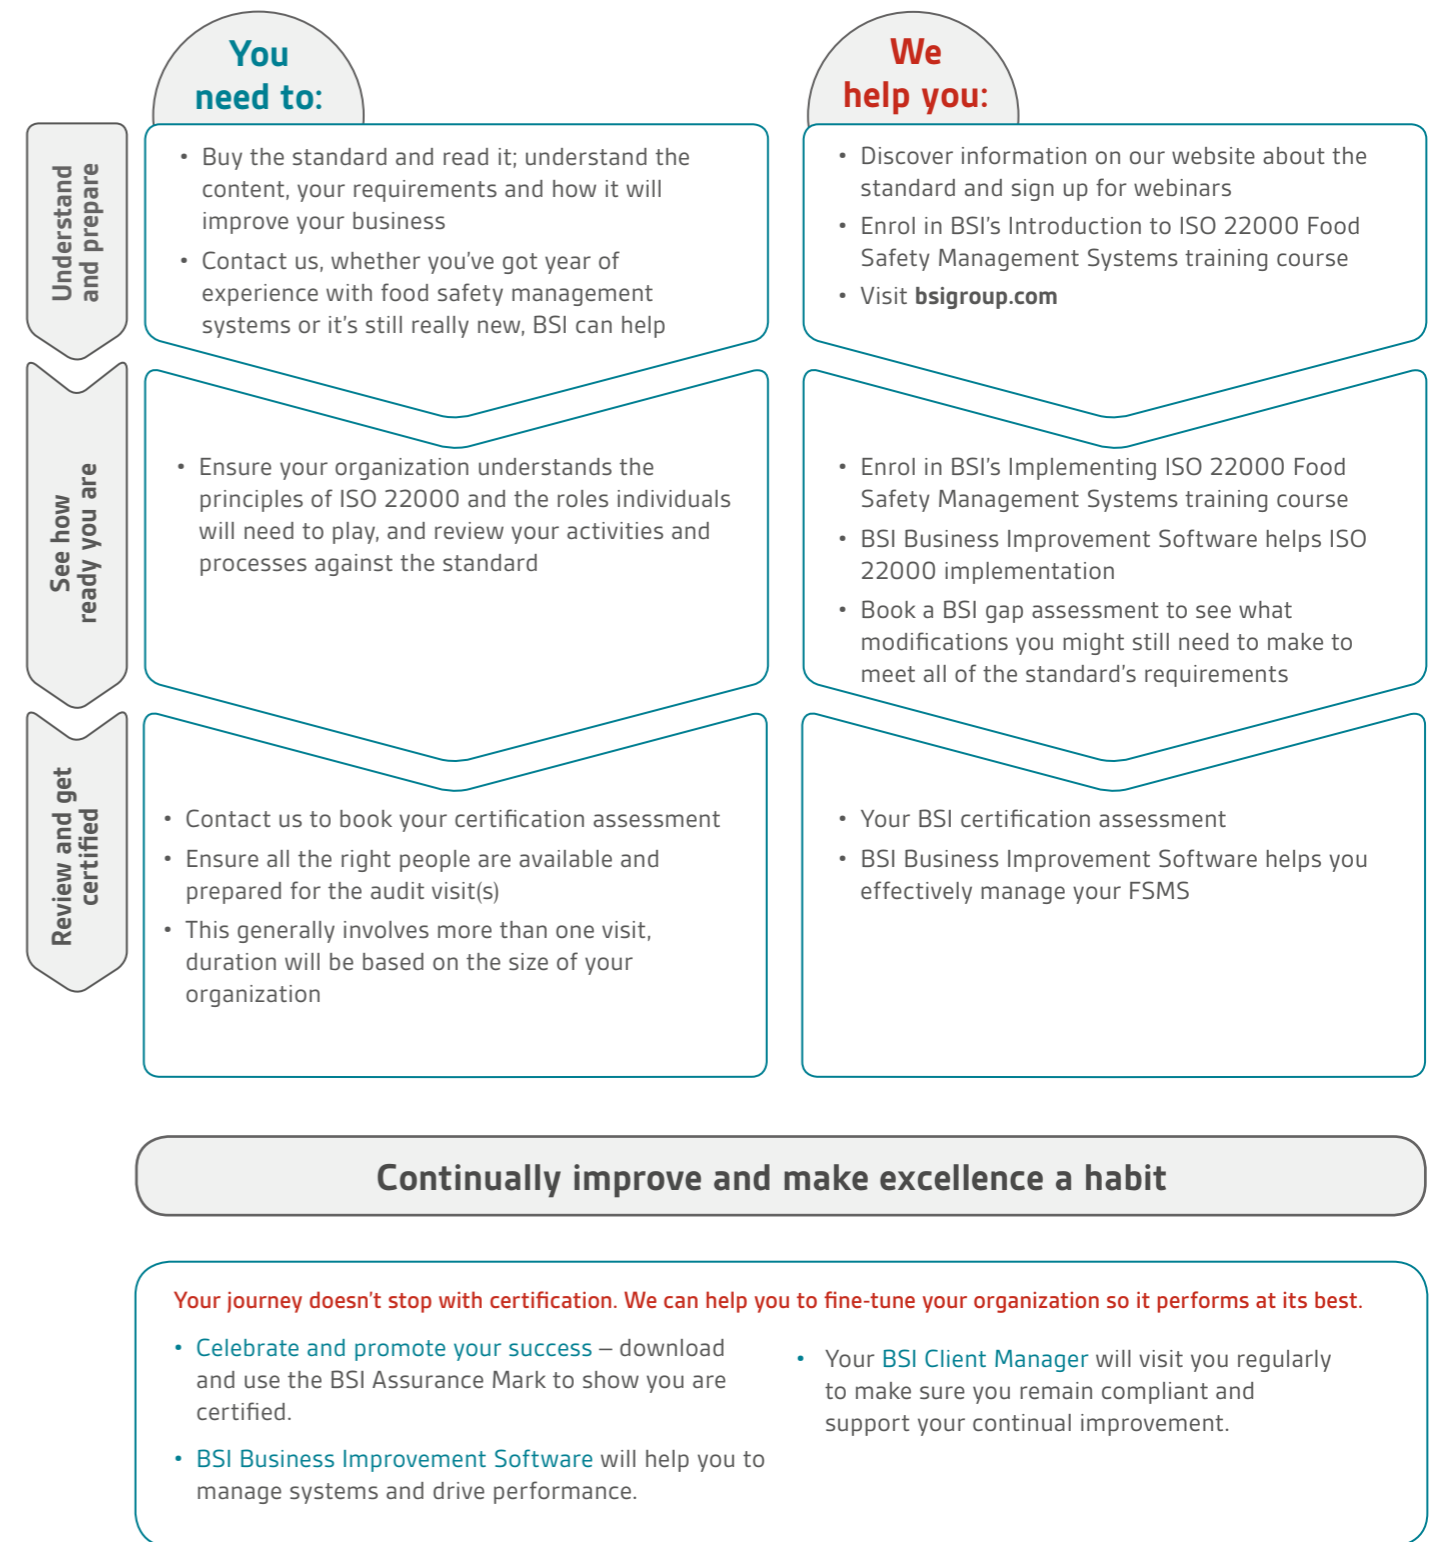 You
need to:
We
help you:
Understand
and prepare
• Buy the standard and read it; understand the
content, your requirements and how it will
improve your business
• Contact us, whether you've got year of
experience with food safety management
systems or it's still really new, BSI can help
• Discover information on our website about the
standard and sign up for webinars
• Enrol in BSI's Introduction to ISO 22000 Food
Safety Management Systems training course
• Visit bsigroup.com
See how
ready you are
• Ensure your organization understands the
principles of ISO 22000 and the roles individuals
will need to play, and review your activities and
processes against the standard
• Enrol in BSI's Implementing ISO 22000 Food
Safety Management Systems training course
• BSI Business Improvement Software helps ISO
22000 implementation
• Book a BSI gap assessment to see what
modifications you might still need to make to
meet all of the standard's requirements
Review and get
certified
• Contact us to book your certification assessment
• Ensure all the right people are available and
prepared for the audit visit(s)
• This generally involves more than one visit,
duration will be based on the size of your
organization
• Your BSI certification assessment
• BSI Business Improvement Software helps you
effectively manage your FSMS
Continually improve and make excellence a habit
Your journey doesn't stop with certification. We can help you to fine-tune your organization so it performs at its best.
• Celebrate and promote your success – download
and use the BSI Assurance Mark to show you are
certified.
• BSI Business Improvement Software will help you to
manage systems and drive performance.
• Your BSI Client Manager will visit you regularly
to make sure you remain compliant and
support your continual improvement.